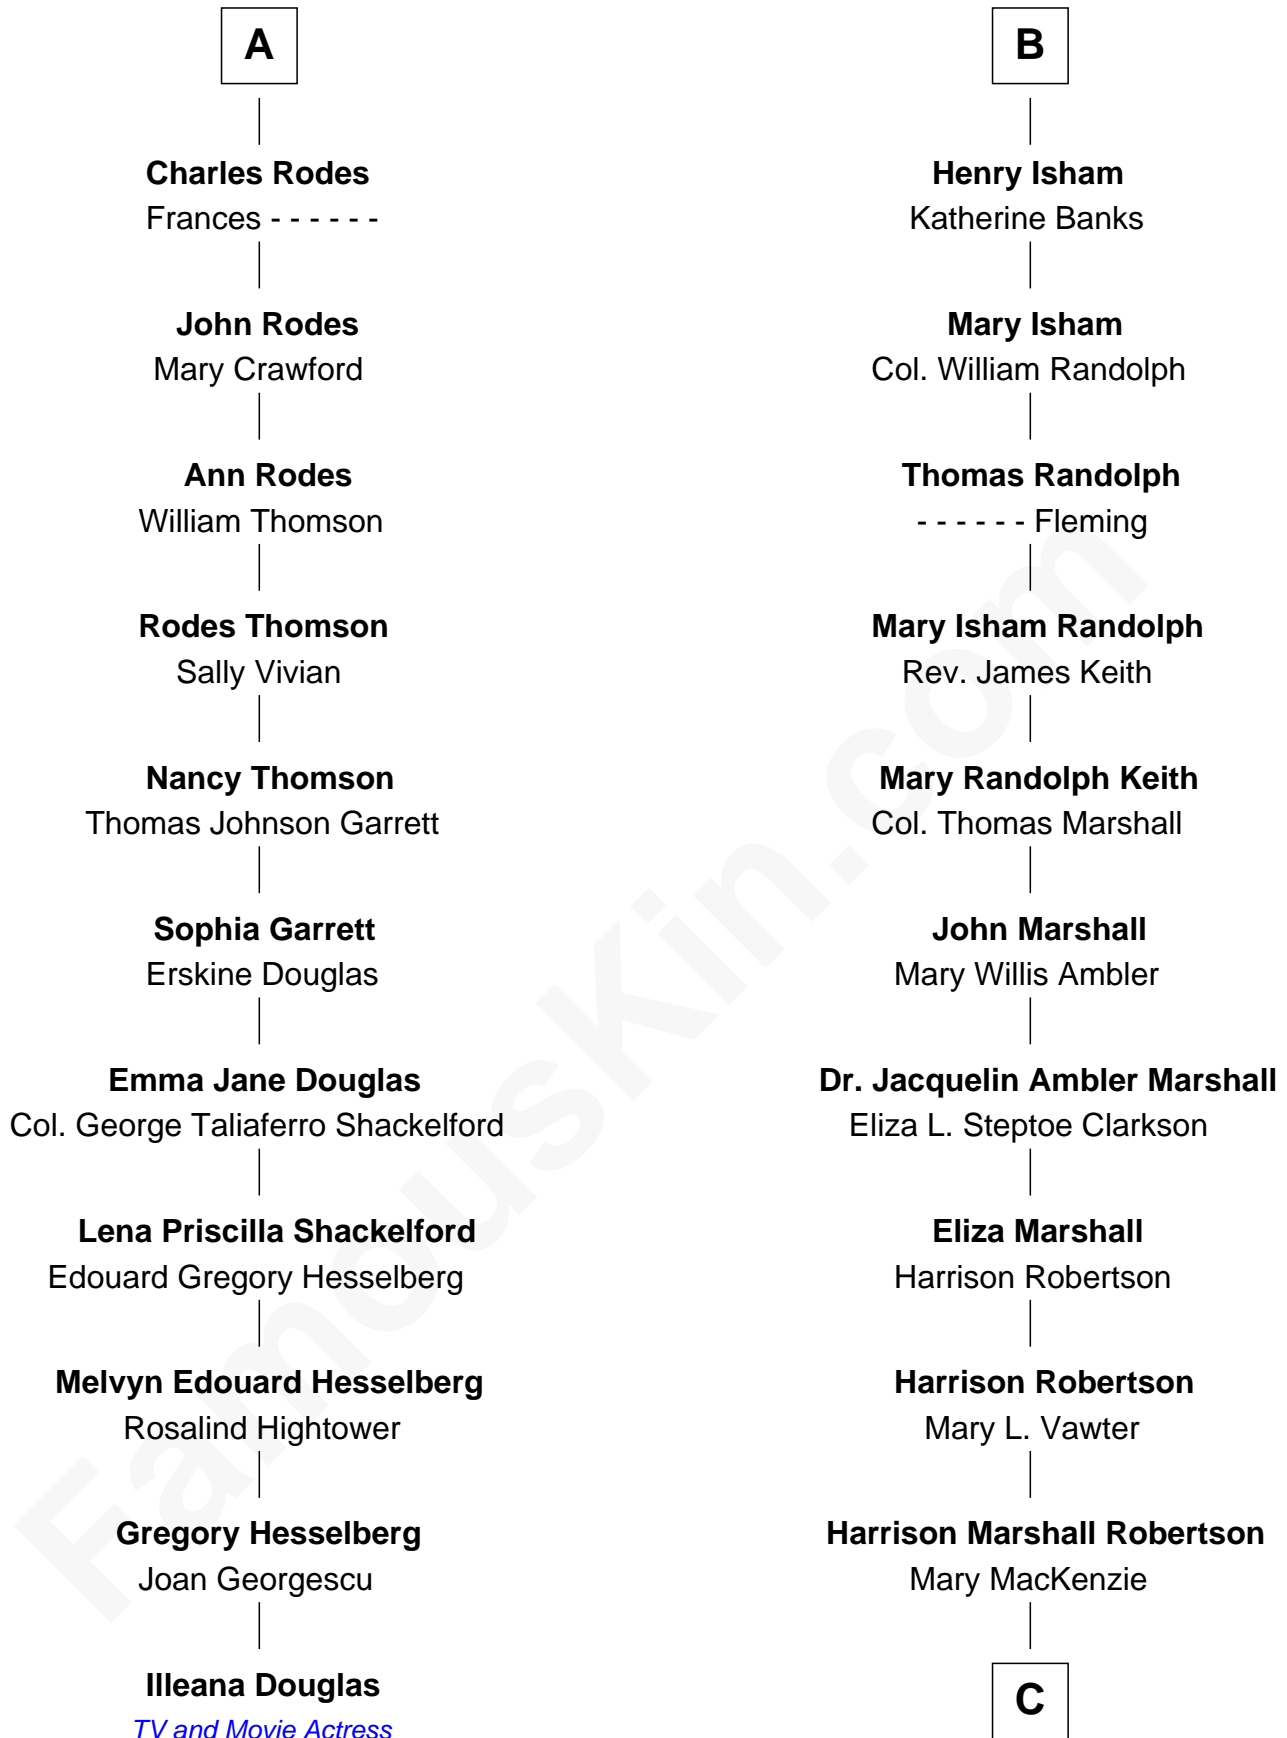 A
Charles Rodes
Frances - - - - - -
John Rodes
Mary Crawford
Ann Rodes
William Thomson
Rodes Thomson
Sally Vivian
Nancy Thomson
Thomas Johnson Garrett
Sophia Garrett
Erskine Douglas
Emma Jane Douglas
Col. George Taliaferro Shackelford
Lena Priscilla Shackelford
Edouard Gregory Hesselberg
Melvyn Edouard Hesselberg
Rosalind Hightower
Gregory Hesselberg
Joan Georgescu
Illeana Douglas
TV and Movie Actress
B
Henry Isham
Katherine Banks
Mary Isham
Col. William Randolph
Thomas Randolph
- - - - - - Fleming
Mary Isham Randolph
Rev. James Keith
Mary Randolph Keith
Col. Thomas Marshall
John Marshall
Mary Willis Ambler
Dr. Jacquelin Ambler Marshall
Eliza L. Steptoe Clarkson
Eliza Marshall
Harrison Robertson
Harrison Robertson
Mary L. Vawter
Harrison Marshall Robertson
Mary MacKenzie
C
FamousKin.com